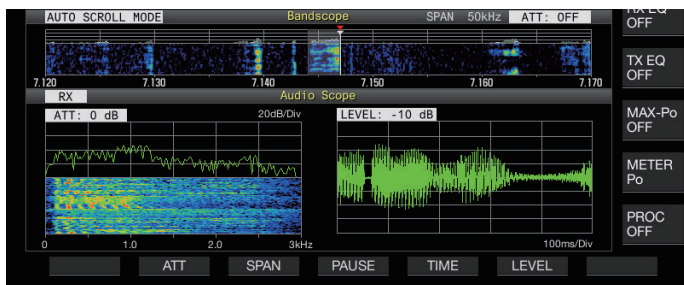 AUTO SCROLL MODE Bandscope SPAN 50kHz ATT: OFF
7.120 7.130 7.140 7.150 7.160 7.170
RX Audio Scope
ATT: 0 dB 20dB/Div LEVEL: -10 dB
0 1.0 2.0 3kHz 100ms/Div
ATT SPAN PAUSE TIME LEVEL
RX EQ
OFF
TX EQ
OFF
MAX-Po
OFF
METER
Po
PROC
OFF